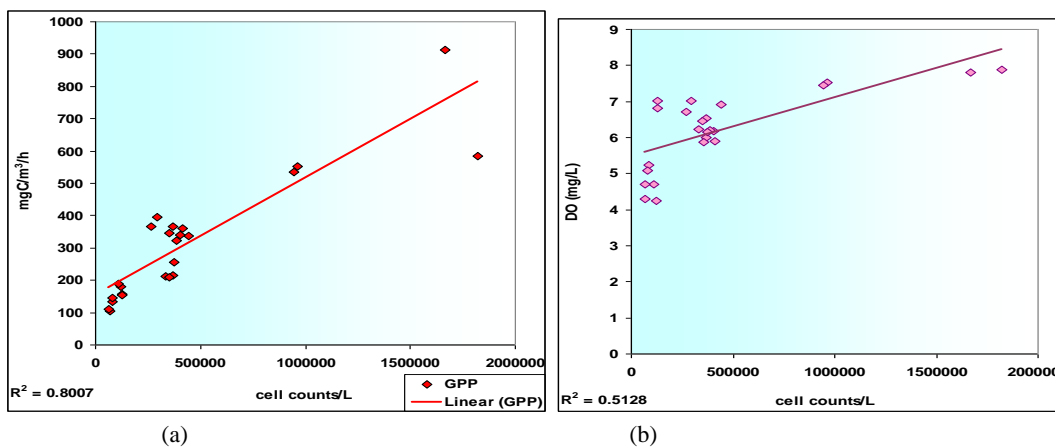 1000
900
800
700
600
500
400
300
200
100
0
mgC/m³/h
0 500000 1000000 1500000 2000000
cell counts/L
R² = 0.8007
GPP
Linear (GPP)
(a)
9
8
7
6
5
4
3
2
1
0
DO (mg/L)
0 500000 1000000 1500000 200000
cell counts/L
R² = 0.5128
(b)